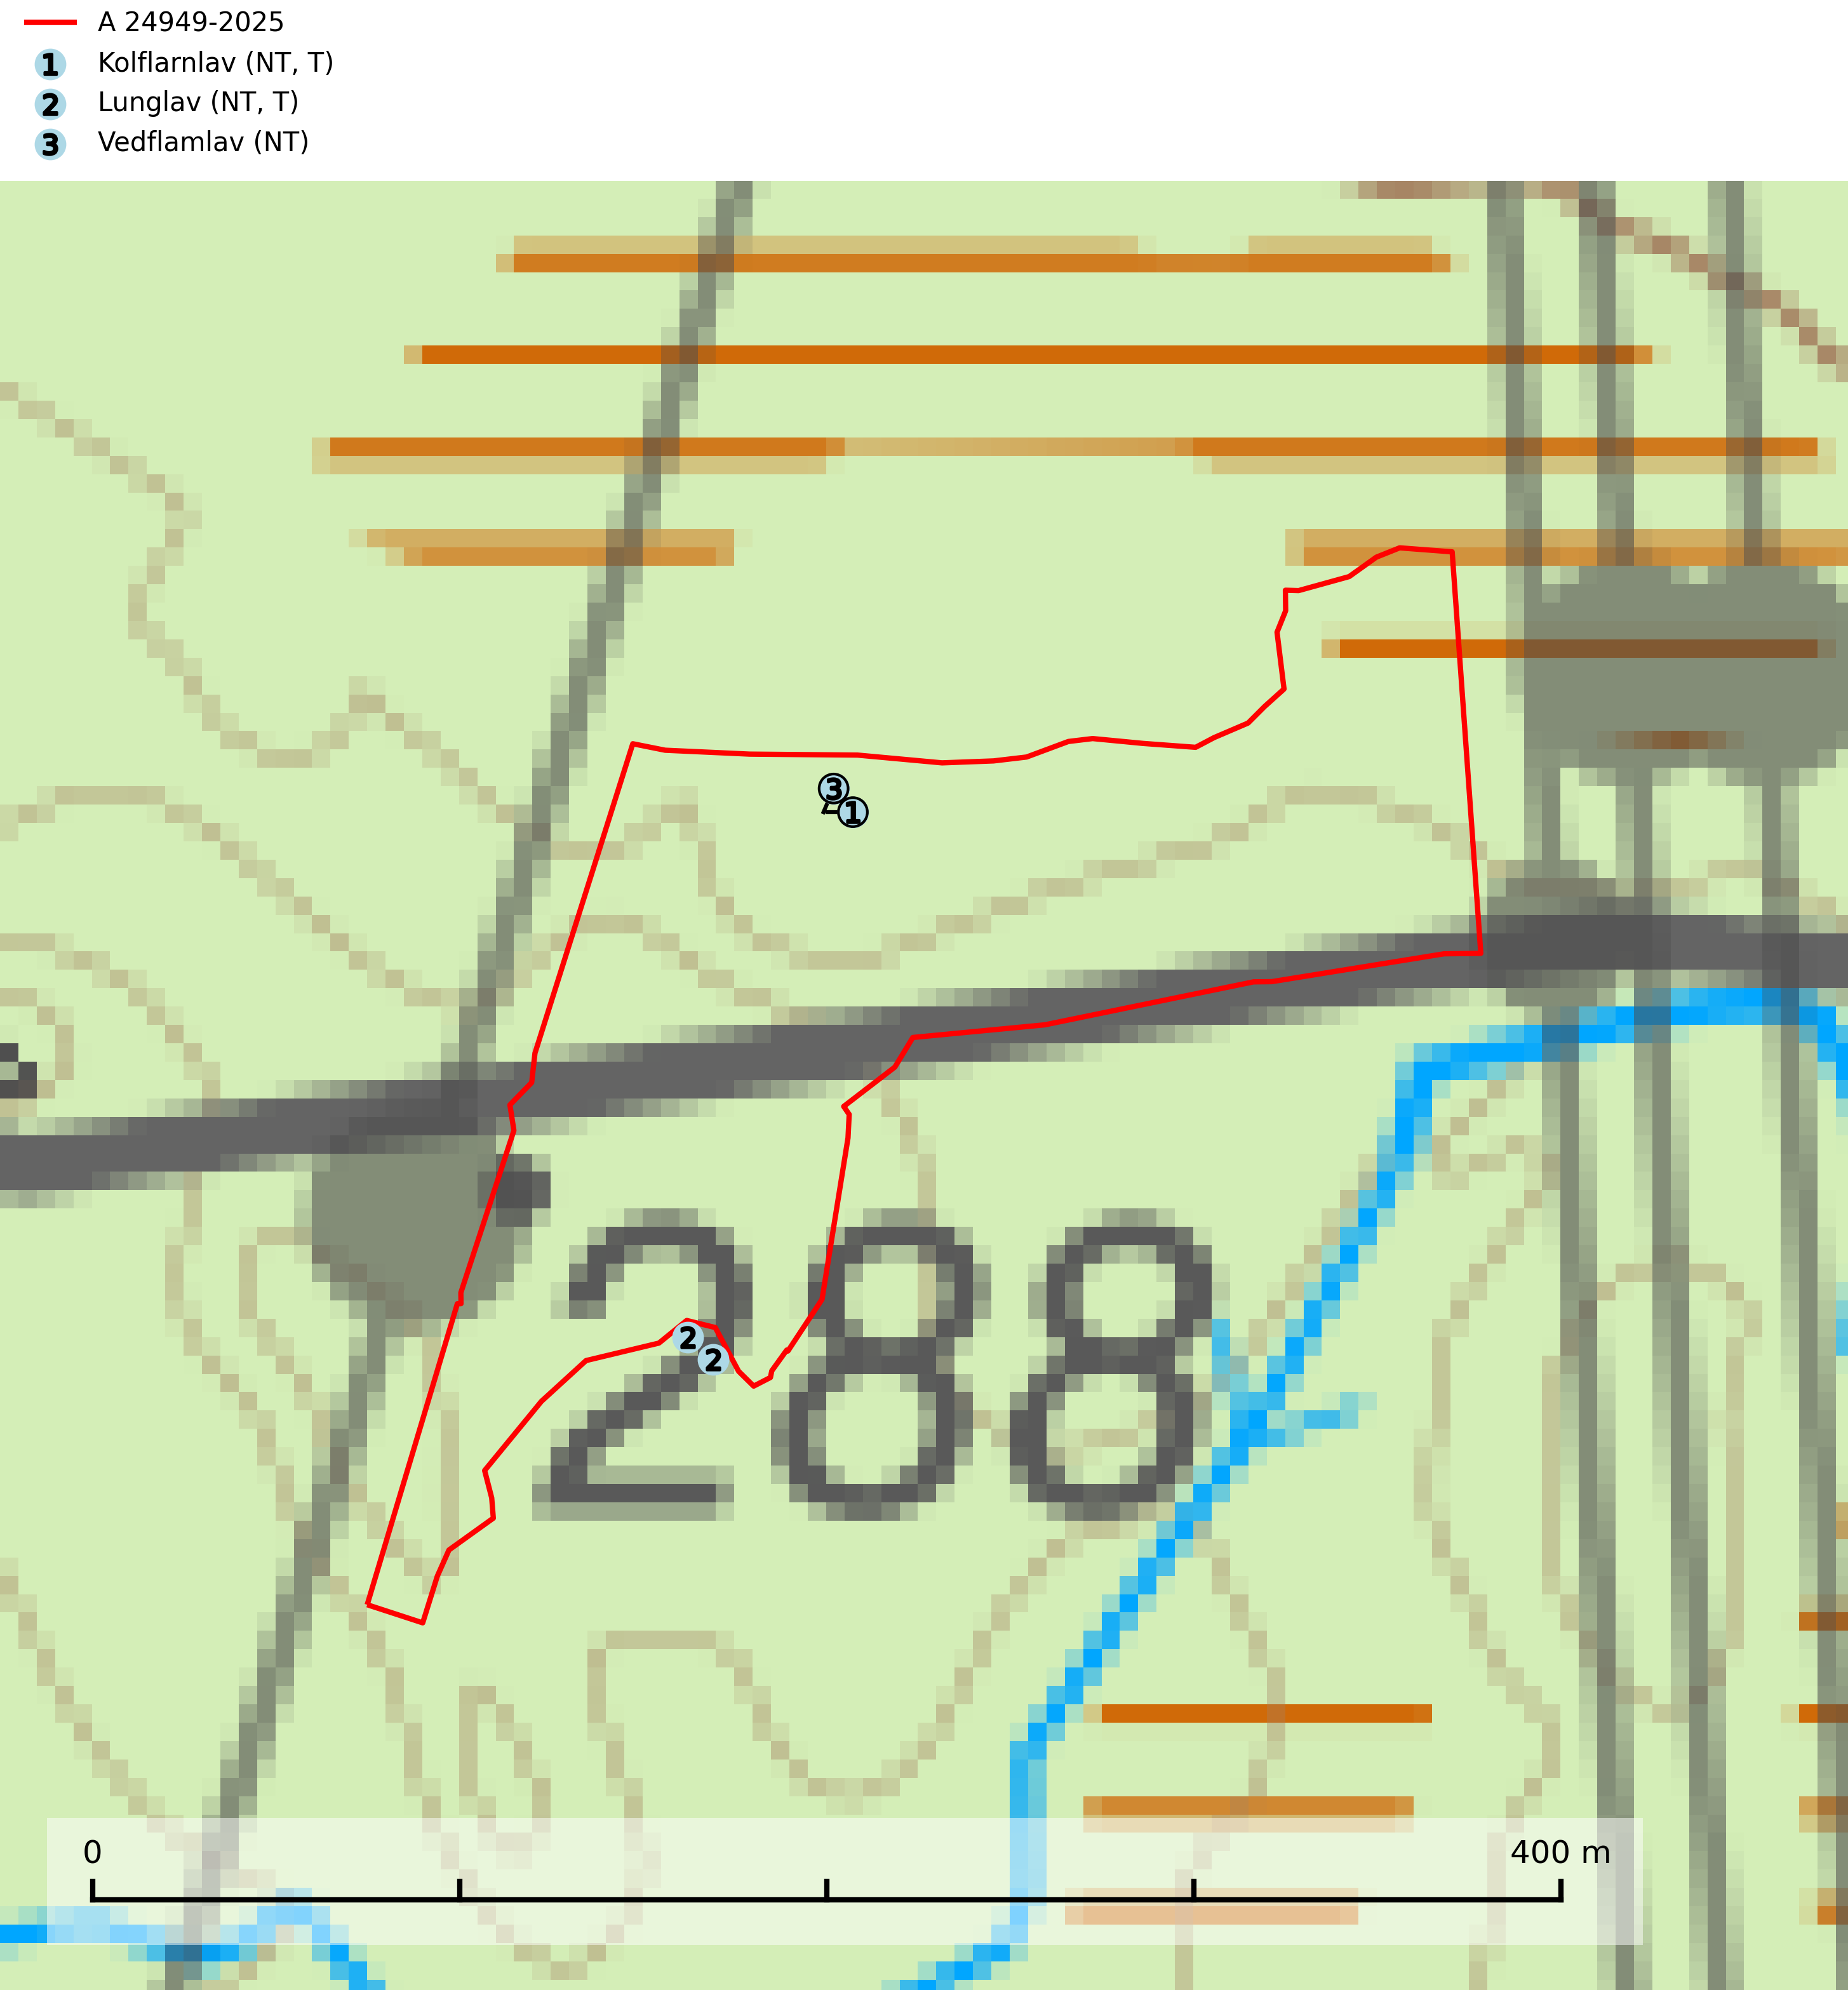 A 24949-2025
1 Kolflarnlav (NT, T)
2 Lunglav (NT, T)
3 Vedflamlav (NT)
3
1
288
2
2
0 400 m